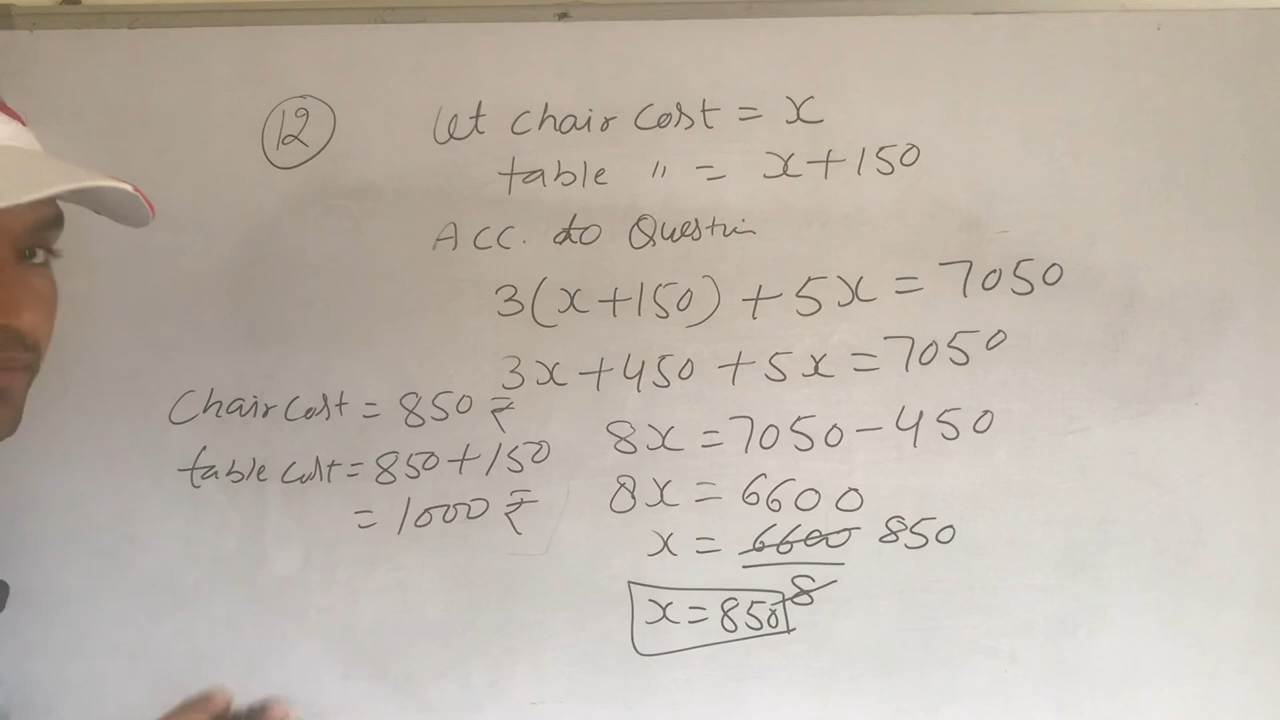 12
Let chair Cost = x
table " = x+150
Acc. to Questin
3(x+150) + 5x = 7050
3x + 450 + 5x = 7050
8x = 7050-450
8x = 6600
x = 6600 850
8
x = 850
Chair Cost = 850 ₹
table Cost = 850+150
= 1000 ₹